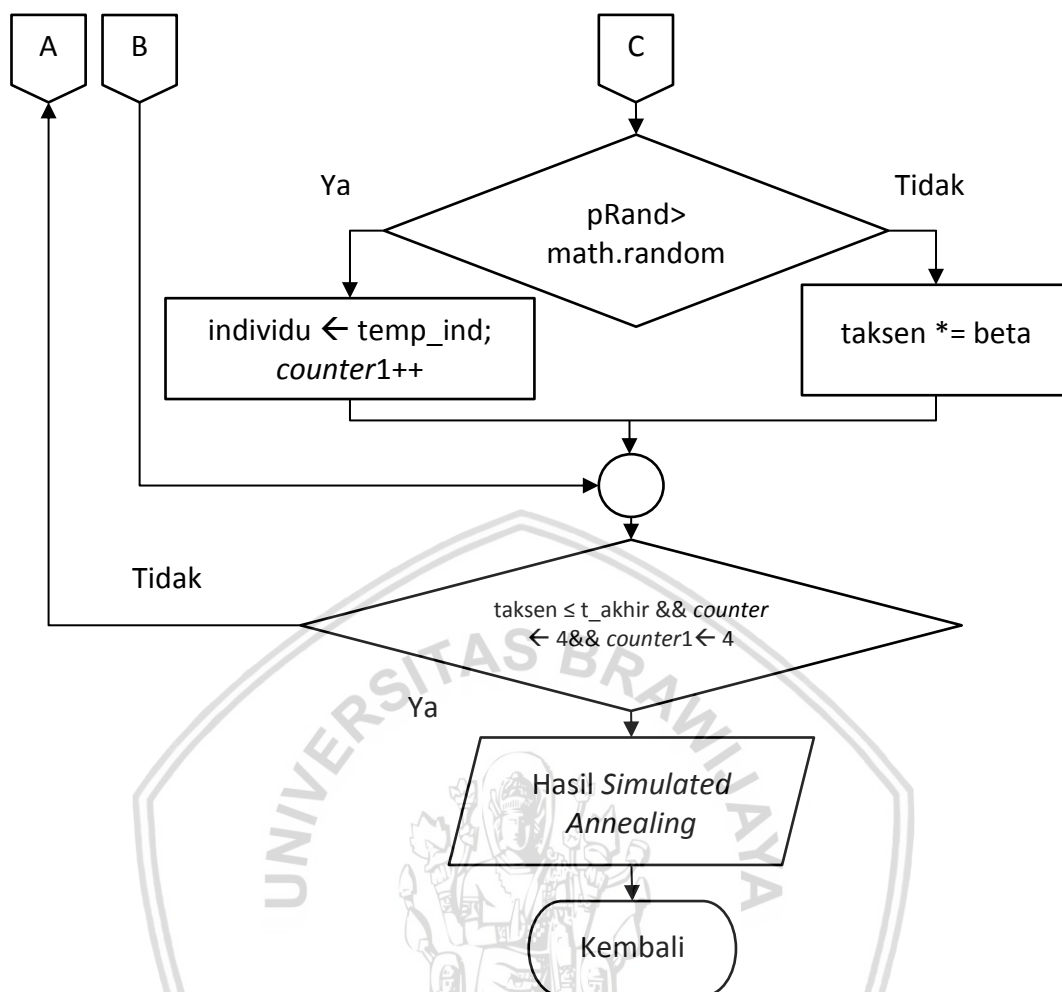 A
B
C
Ya
Tidak
pRand>
math.random
individu ← temp_ind;
counter1++
taksen *= beta
Tidak
taksen ≤ t_akhir && counter
← 4&& counter1← 4
Ya
Hasil Simulated
Annealing
Kembali
UNIVERSITAS BRAWIJAYA